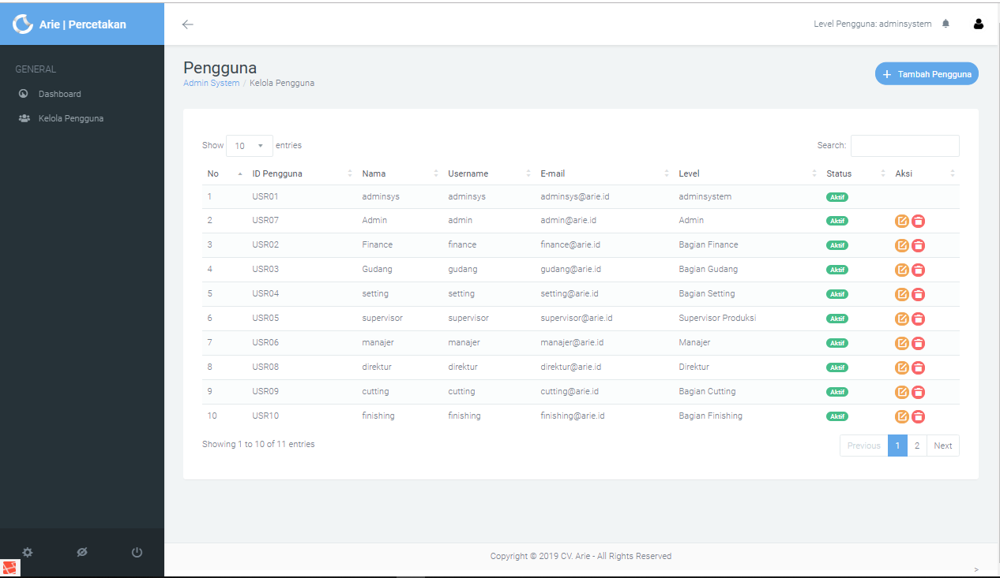 Arie | Percetakan
Level Pengguna: adminsystem
GENERAL
Dashboard
Kelola Pengguna
Pengguna
Admin System / Kelola Pengguna
+ Tambah Pengguna
Show 10 entries
Search:
No ID Pengguna Nama Username E-mail Level Status Aksi
1 USR01 adminsys adminsys adminsys@arie.id adminsystem Aktif
2 USR07 Admin admin admin@arie.id Admin Aktif
3 USR02 Finance finance finance@arie.id Bagian Finance Aktif
4 USR03 Gudang gudang gudang@arie.id Bagian Gudang Aktif
5 USR04 setting setting setting@arie.id Bagian Setting Aktif
6 USR05 supervisor supervisor supervisor@arie.id Supervisor Produksi Aktif
7 USR06 manajer manajer manajer@arie.id Manajer Aktif
8 USR08 direktur direktur direktur@arie.id Direktur Aktif
9 USR09 cutting cutting cutting@arie.id Bagian Cutting Aktif
10 USR10 finishing finishing finishing@arie.id Bagian Finishing Aktif
Showing 1 to 10 of 11 entries
Previous 1 2 Next
Copyright © 2019 CV. Arie - All Rights Reserved
>